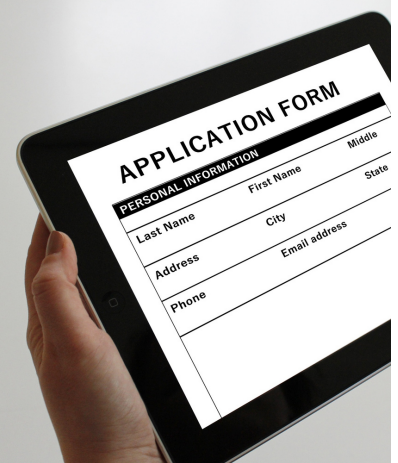 APPLICATION FORM
PERSONAL INFORMATION
Last Name First Name Middle
Address City State
Phone Email address